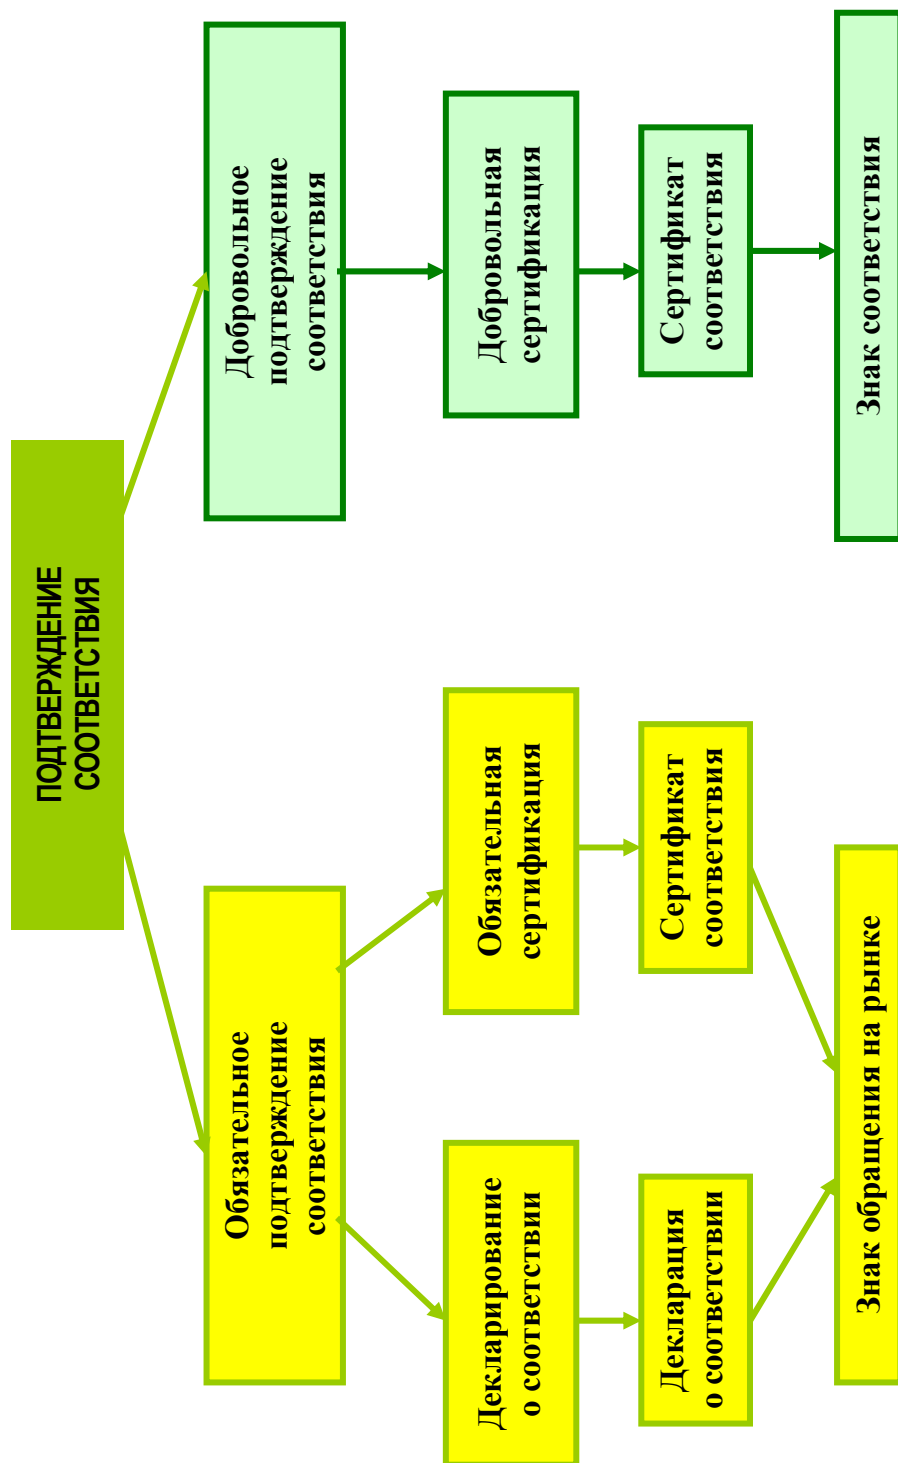 ПОДТВЕРЖДЕНИЕ
СООТВЕТСТВИЯ
Обязательное
подтверждение
соответствия
Добровольное
подтверждение
соответствия
Декларирование
о соответствии
Обязательная
сертификация
Добровольная
сертификация
Декларация
о соответствии
Сертификат
соответствия
Сертификат
соответствия
Знак обращения на рынке
Знак соответствия